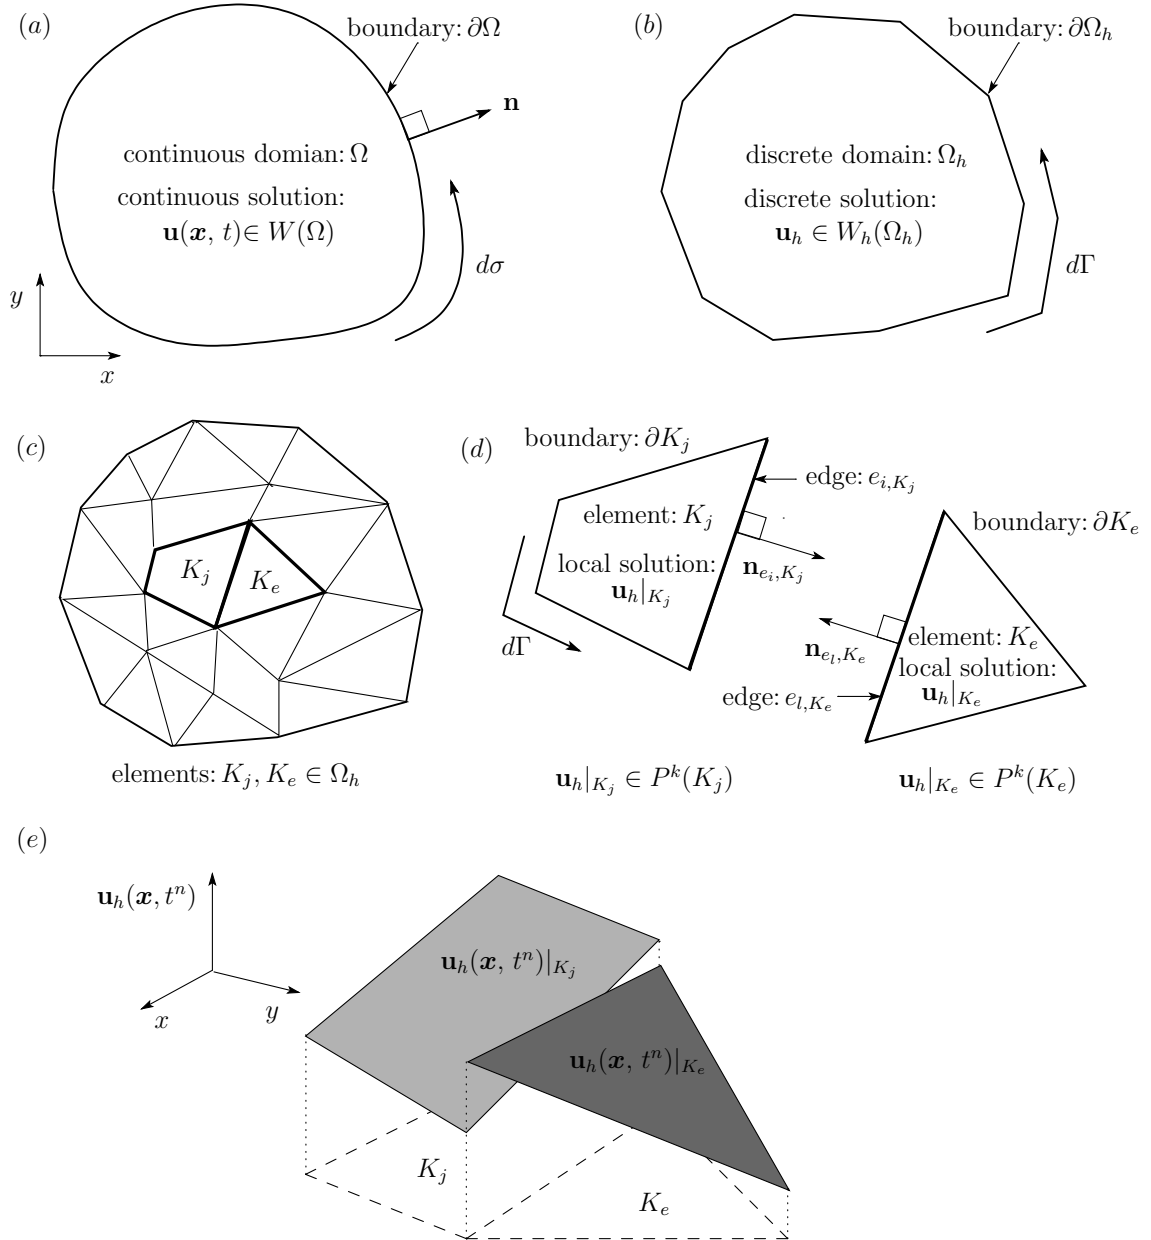 (a)
boundary: ∂Ω
n
continuous domian: Ω
continuous solution:
u(x, t)∈ W(Ω)
dσ
y
x
(b)
boundary: ∂Ω_h
discrete domain: Ω_h
discrete solution:
u_h ∈ W_h(Ω_h)
dΓ
(c)
K_j
K_e
elements: K_j, K_e ∈ Ω_h
(d)
boundary: ∂K_j
edge: e_{i,K_j}
element: K_j
local solution:
u_h|_{K_j}
n_{e_i,K_j}
dΓ
u_h|_{K_j} ∈ P^k(K_j)
boundary: ∂K_e
element: K_e
n_{e_l,K_e}
local solution:
u_h|_{K_e}
edge: e_{l,K_e}
u_h|_{K_e} ∈ P^k(K_e)
(e)
u_h(x, t^n)
x
y
u_h(x, t^n)|_{K_j}
u_h(x, t^n)|_{K_e}
K_j
K_e